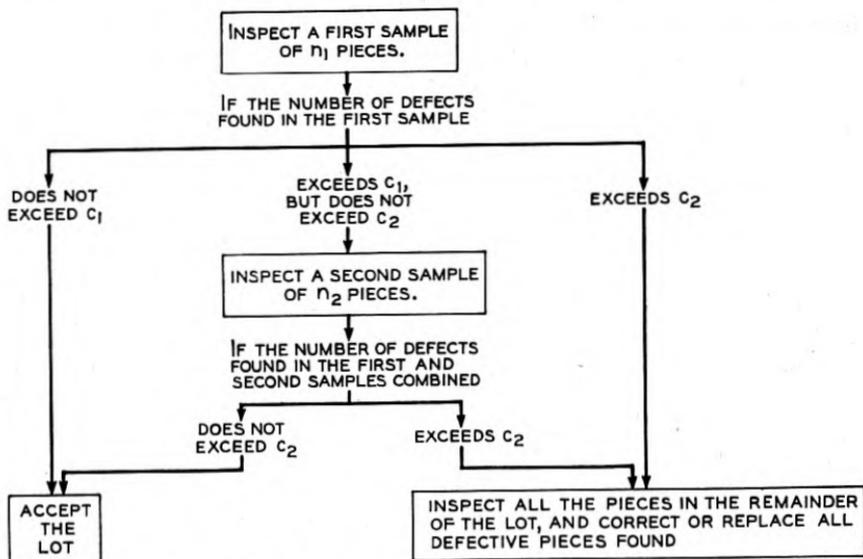 INSPECT A FIRST SAMPLE
OF n1 PIECES.
IF THE NUMBER OF DEFECTS
FOUND IN THE FIRST SAMPLE
DOES NOT
EXCEED C1
EXCEEDS C1,
BUT DOES NOT
EXCEED C2
EXCEEDS C2
INSPECT A SECOND SAMPLE
OF n2 PIECES.
IF THE NUMBER OF DEFECTS
FOUND IN THE FIRST AND
SECOND SAMPLES COMBINED
DOES NOT
EXCEED C2
EXCEEDS C2
ACCEPT
THE
LOT
INSPECT ALL THE PIECES IN THE REMAINDER
OF THE LOT, AND CORRECT OR REPLACE ALL
DEFECTIVE PIECES FOUND